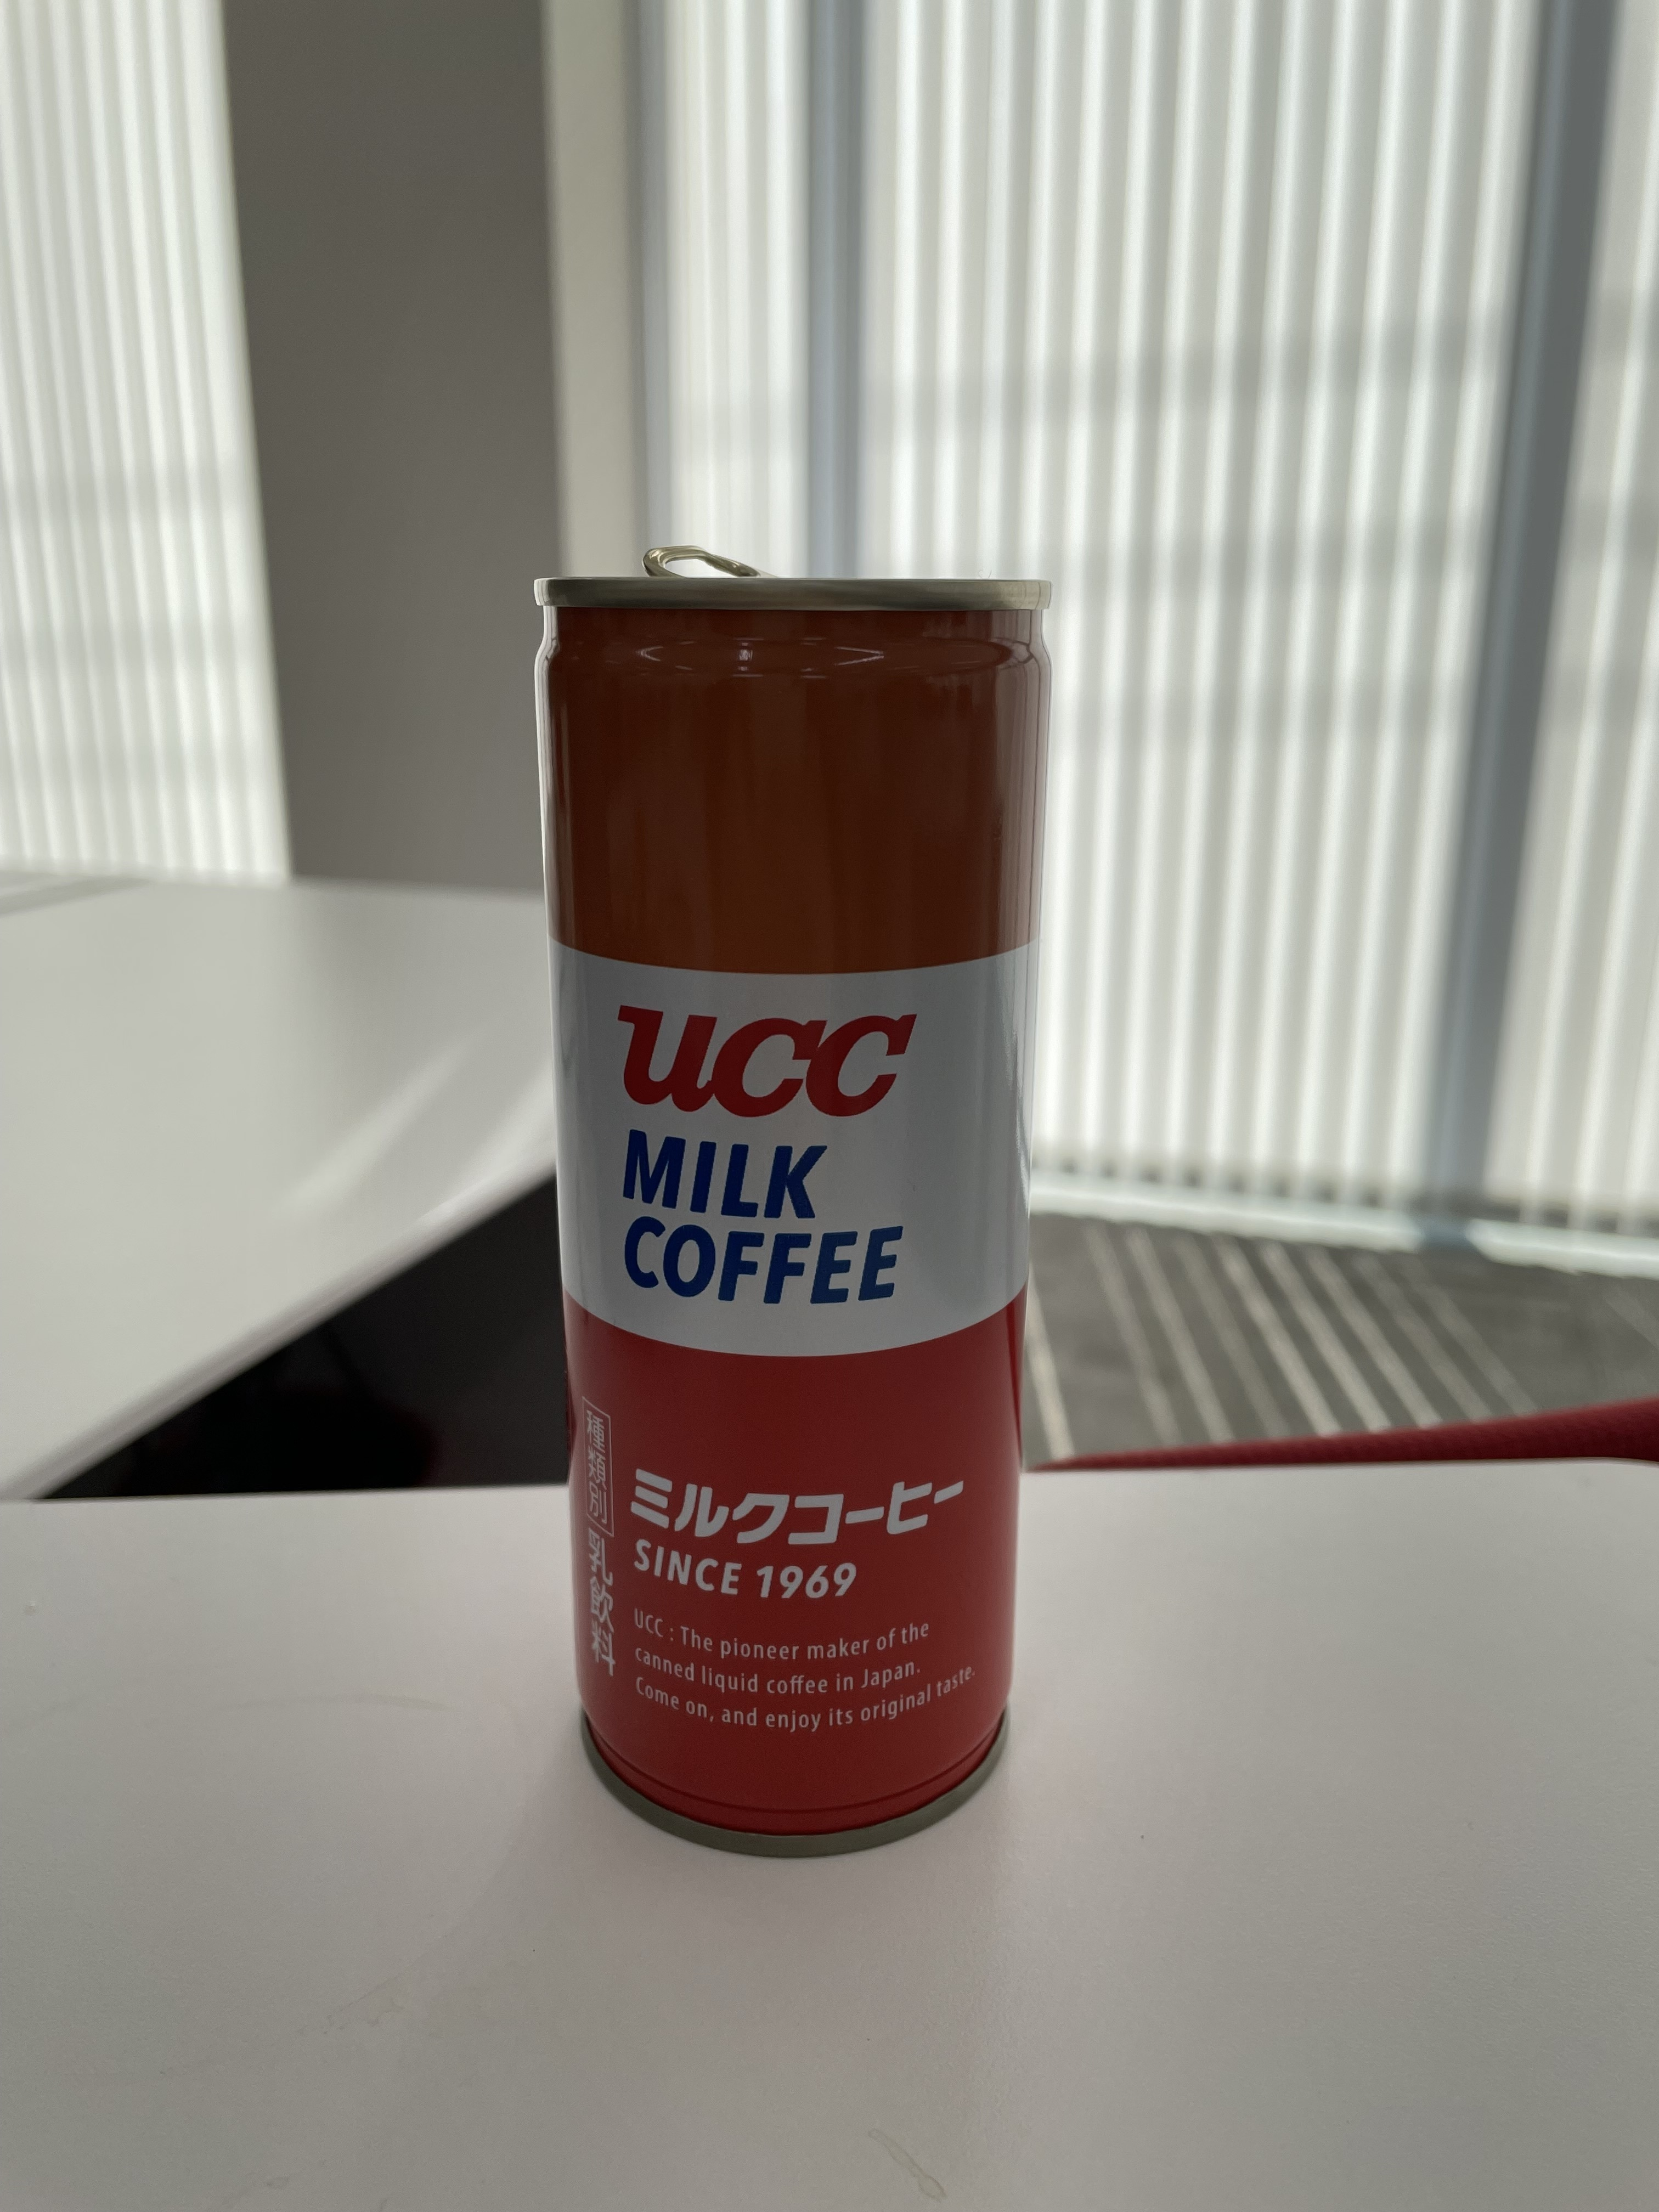 ucc
MILK
COFFEE
種類別 乳飲料
ミルクコーヒー
SINCE 1969
UCC : The pioneer maker of the
canned liquid coffee in Japan.
Come on, and enjoy its original taste.